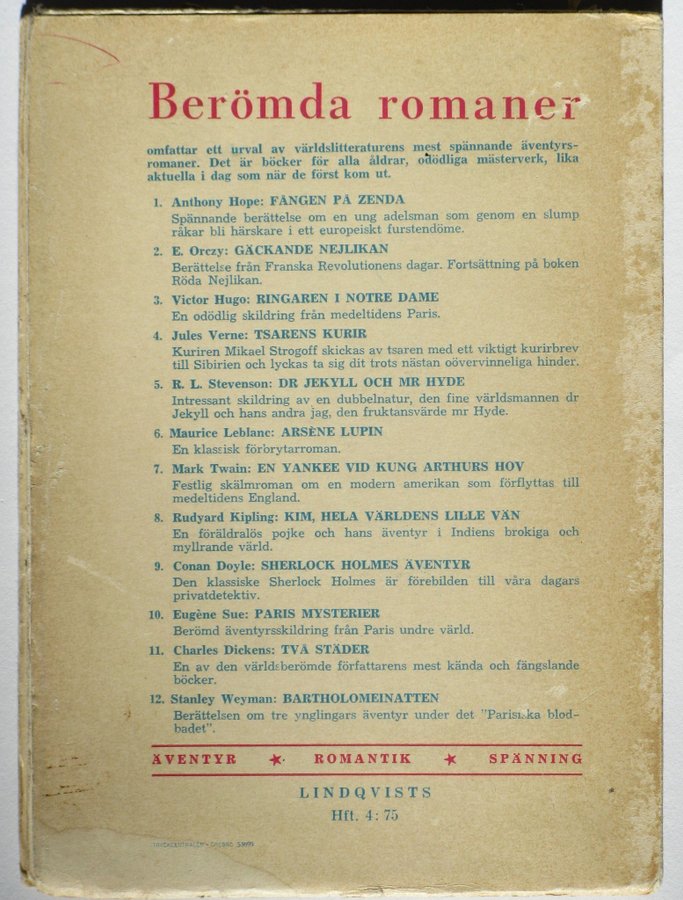 Berömda romaner
omfattar ett urval av världslitteraturens mest spännande äventyrs-
romaner. Det är böcker för alla åldrar, odödliga mästerverk, lika
aktuella i dag som när de först kom ut.
1. Anthony Hope: FÅNGEN PÅ ZENDA
Spännande berättelse om en ung adelsman som genom en slump
råkar bli härskare i ett europeiskt furstendöme.
2. E. Orczy: GÄCKANDE NEJLIKAN
Berättelse från Franska Revolutionens dagar. Fortsättning på boken
Röda Nejlikan.
3. Victor Hugo: RINGAREN I NOTRE DAME
En odödlig skildring från medeltidens Paris.
4. Jules Verne: TSARENS KURIR
Kuriren Mikael Strogoff skickas av tsaren med ett viktigt kurirbrev
till Sibirien och lyckas ta sig dit trots nästan oövervinneliga hinder.
5. R. L. Stevenson: DR JEKYLL OCH MR HYDE
Intressant skildring av en dubbelnatur, den fine världsmannen dr
Jekyll och hans andra jag, den fruktansvärde mr Hyde.
6. Maurice Leblanc: ARSÈNE LUPIN
En klassisk förbrytarroman.
7. Mark Twain: EN YANKEE VID KUNG ARTHURS HOV
Festlig skälmroman om en modern amerikan som förflyttas till
medeltidens England.
8. Rudyard Kipling: KIM, HELA VÄRLDENS LILLE VÄN
En föräldralös pojke och hans äventyr i Indiens brokiga och
myllrande värld.
9. Conan Doyle: SHERLOCK HOLMES ÄVENTYR
Den klassiske Sherlock Holmes är förebilden till våra dagars
privatdetektiv.
10. Eugène Sue: PARIS MYSTERIER
Berömd äventyrsskildring från Paris undre värld.
11. Charles Dickens: TVÅ STÄDER
En av den världsberömde författarens mest kända och fängslande
böcker.
12. Stanley Weyman: BARTHOLOMEINATTEN
Berättelsen om tre ynglingars äventyr under det "Parisiska blod-
badet".
ÄVENTYR ★ ROMANTIK ★ SPÄNNING
LINDQVISTS
Hft. 4:75
TRYCKCENTRALEN • ÖREBRO